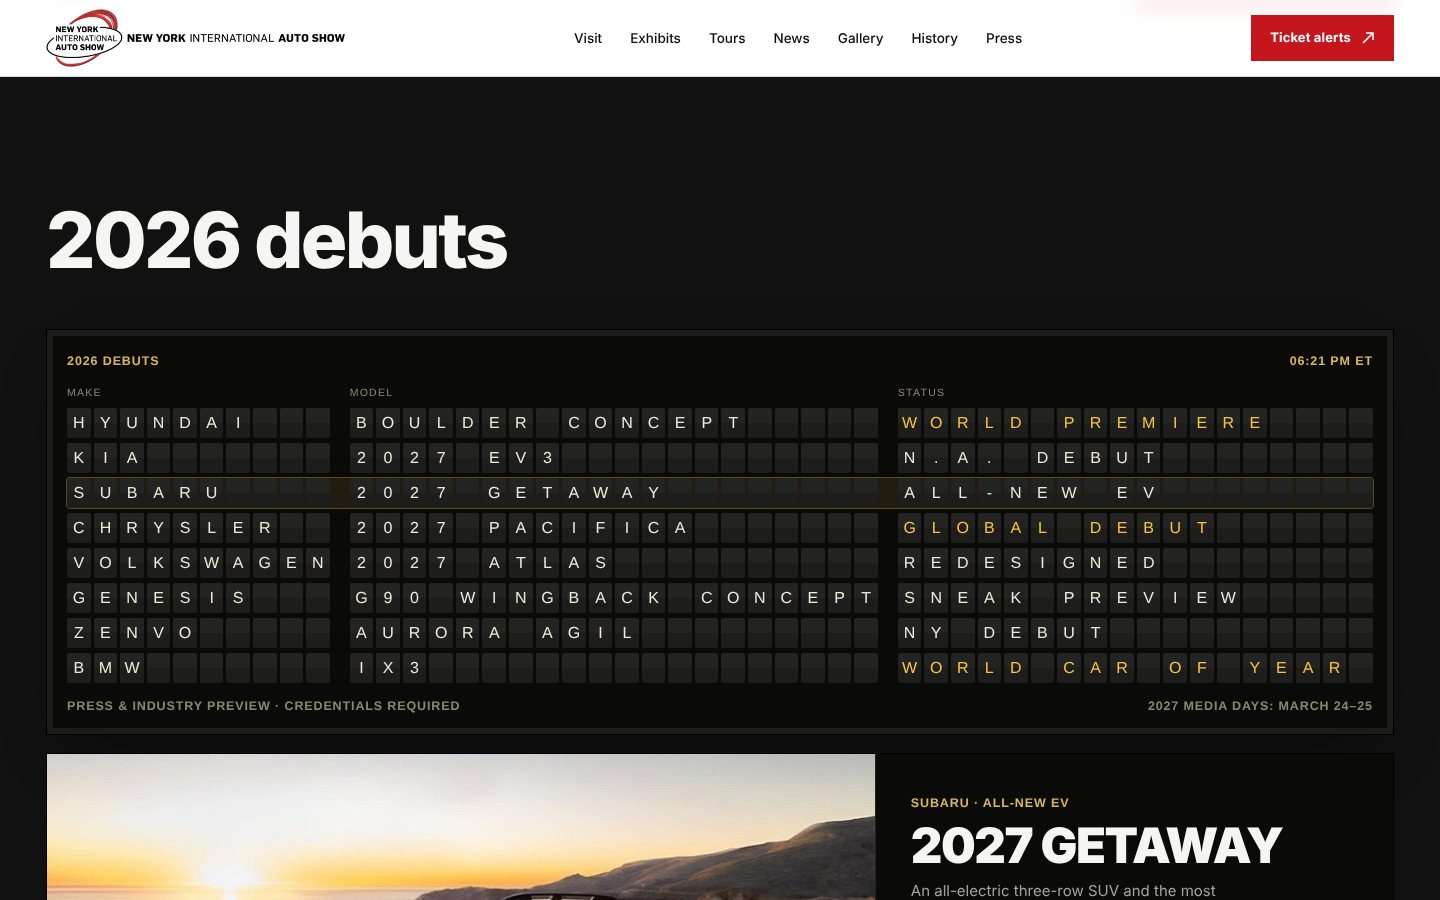 NEW YORK
INTERNATIONAL
AUTO SHOW
NEW YORK INTERNATIONAL AUTO SHOW
Visit Exhibits Tours News Gallery History Press
Ticket alerts
2026 debuts
2026 DEBUTS 06:21 PM ET
MAKE MODEL STATUS
HYUNDAI BOULDER CONCEPT WORLD PREMIERE
KIA 2027 EV3 N.A. DEBUT
SUBARU 2027 GETAWAY ALL-NEW EV
CHRYSLER 2027 PACIFICA GLOBAL DEBUT
VOLKSWAGEN 2027 ATLAS REDESIGNED
GENESIS G90 WINGBACK CONCEPT SNEAK PREVIEW
ZENVO AURORA AGIL NY DEBUT
BMW IX3 WORLD CAR OF YEAR
PRESS & INDUSTRY PREVIEW · CREDENTIALS REQUIRED 2027 MEDIA DAYS: MARCH 24–25
SUBARU · ALL-NEW EV
2027 GETAWAY
An all-electric three-row SUV and the most